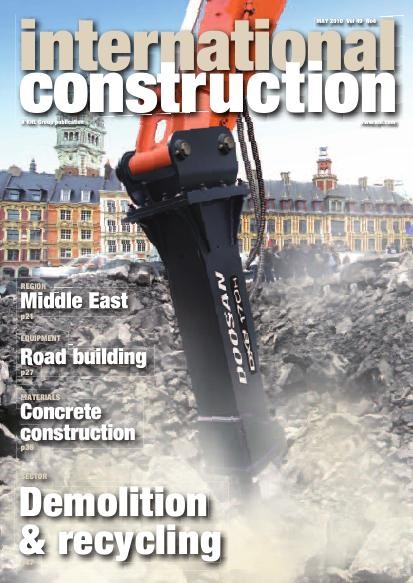 MAY 2010 Vol 49 No4
international
construction
A KHL Group publication
REGION
Middle East
p21
EQUIPMENT
Road building
p27
MATERIALS
Concrete
construction
SECTOR
Demolition
& recycling
DOOSAN